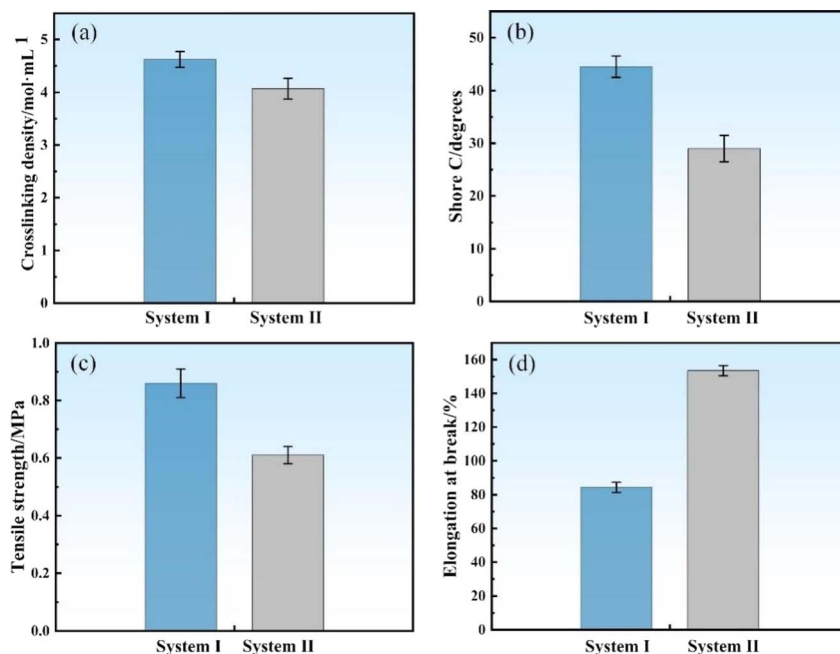 (a)
Crosslinking density/mol·mL 1
5
4
3
2
1
0
System I System II
(b)
Shore C/degrees
50
40
30
20
10
0
System I System II
(c)
Tensile strength/MPa
1.0
0.8
0.6
0.4
0.2
0.0
System I System II
(d)
Elongation at break/%
160
140
120
100
80
60
40
20
0
System I System II